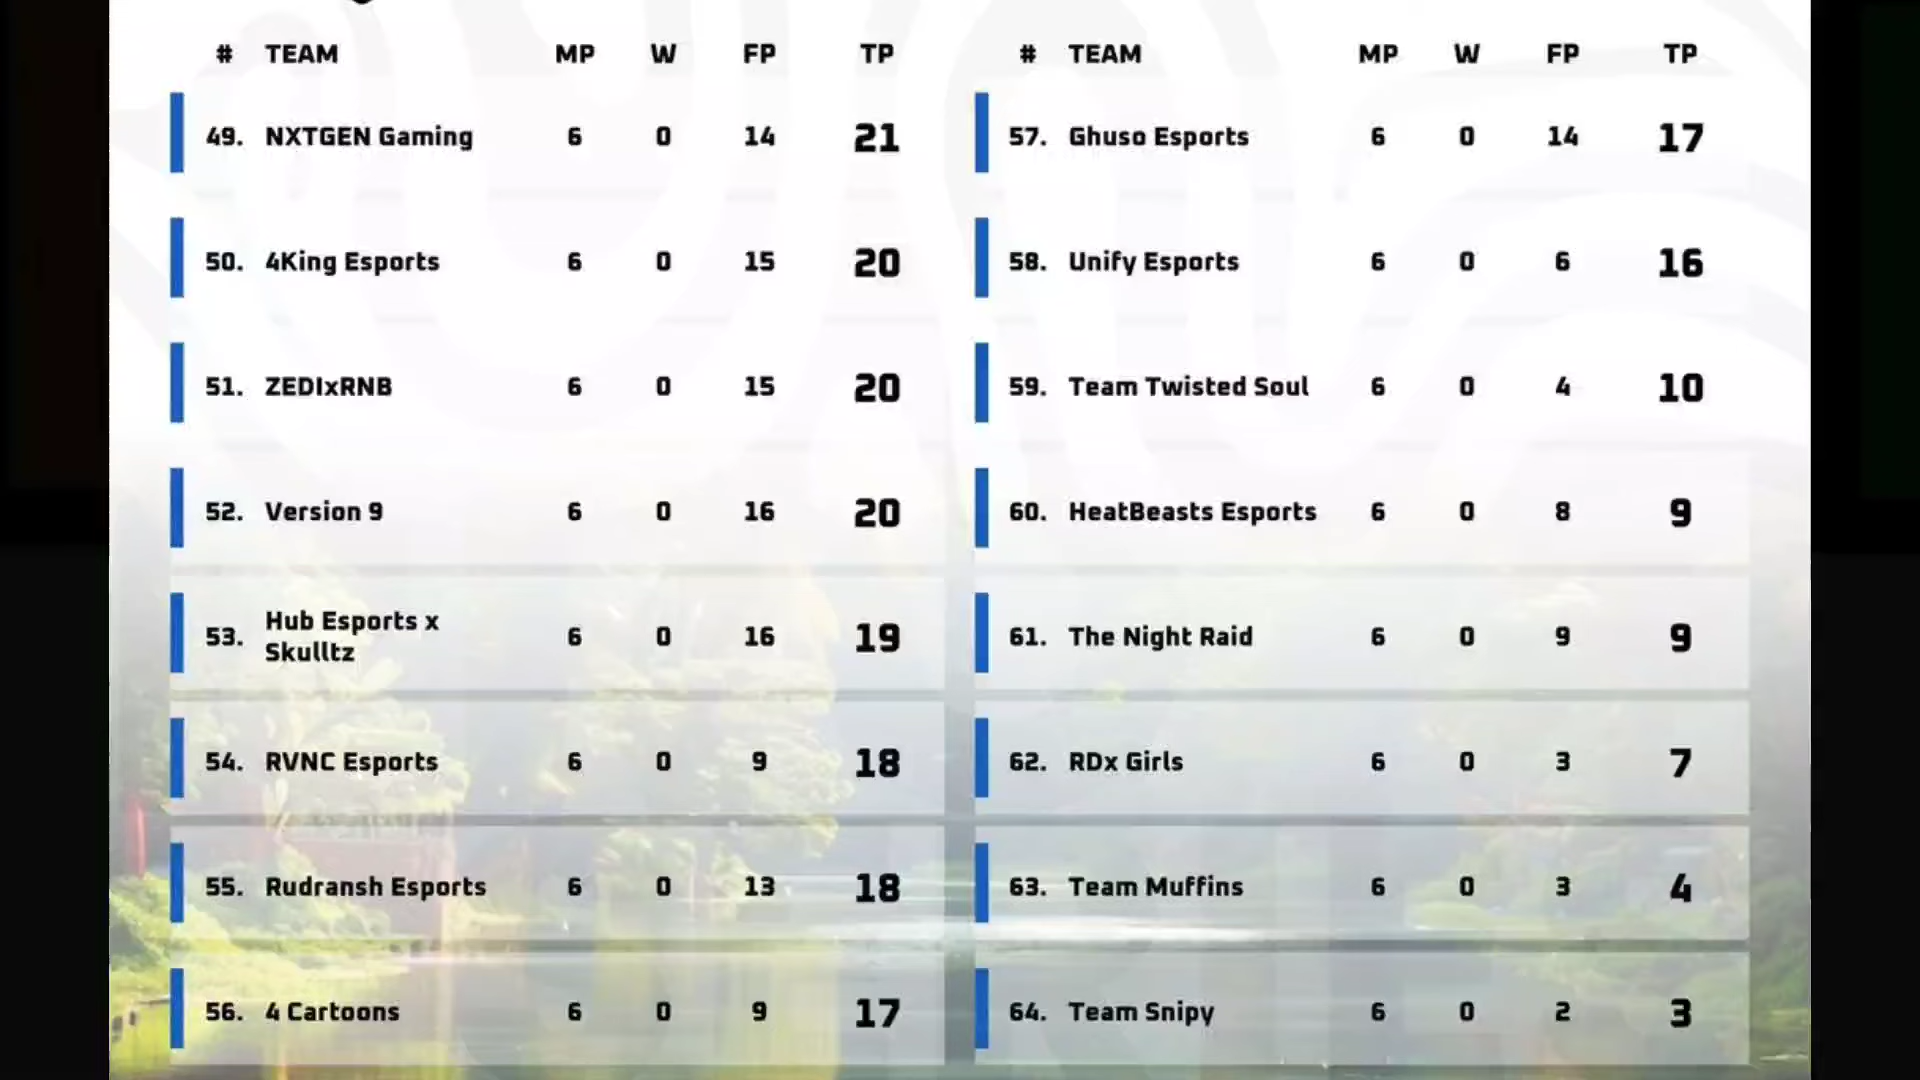 # TEAM MP W FP TP
49. NXTGEN Gaming 6 0 14 21
50. 4King Esports 6 0 15 20
51. ZEDIxRNB 6 0 15 20
52. Version 9 6 0 16 20
53. Hub Esports x
Skulltz 6 0 16 19
54. RVNC Esports 6 0 9 18
55. Rudransh Esports 6 0 13 18
56. 4 Cartoons 6 0 9 17
# TEAM MP W FP TP
57. Ghuso Esports 6 0 14 17
58. Unify Esports 6 0 6 16
59. Team Twisted Soul 6 0 4 10
60. HeatBeasts Esports 6 0 8 9
61. The Night Raid 6 0 9 9
62. RDx Girls 6 0 3 7
63. Team Muffins 6 0 3 4
64. Team Snipy 6 0 2 3